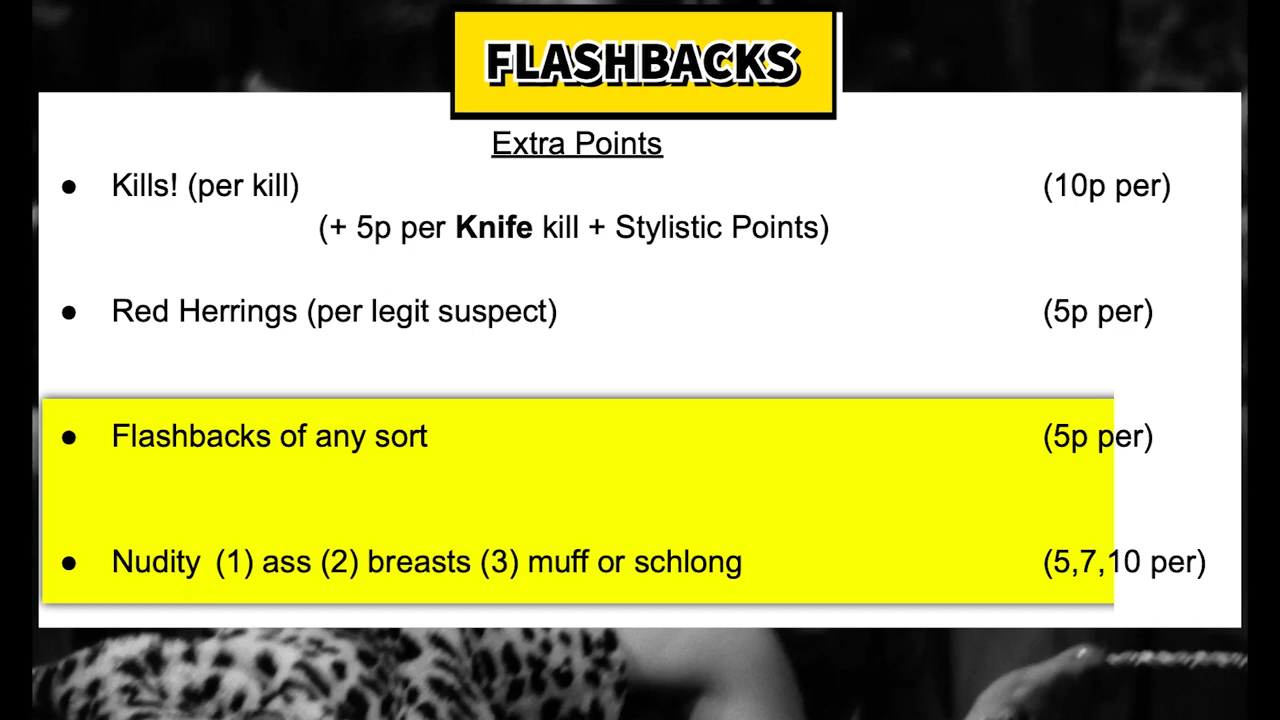 FLASHBACKS
Extra Points
● Kills! (per kill) (10p per)
(+ 5p per Knife kill + Stylistic Points)
● Red Herrings (per legit suspect) (5p per)
● Flashbacks of any sort (5p per)
● Nudity (1) ass (2) breasts (3) muff or schlong (5,7,10 per)